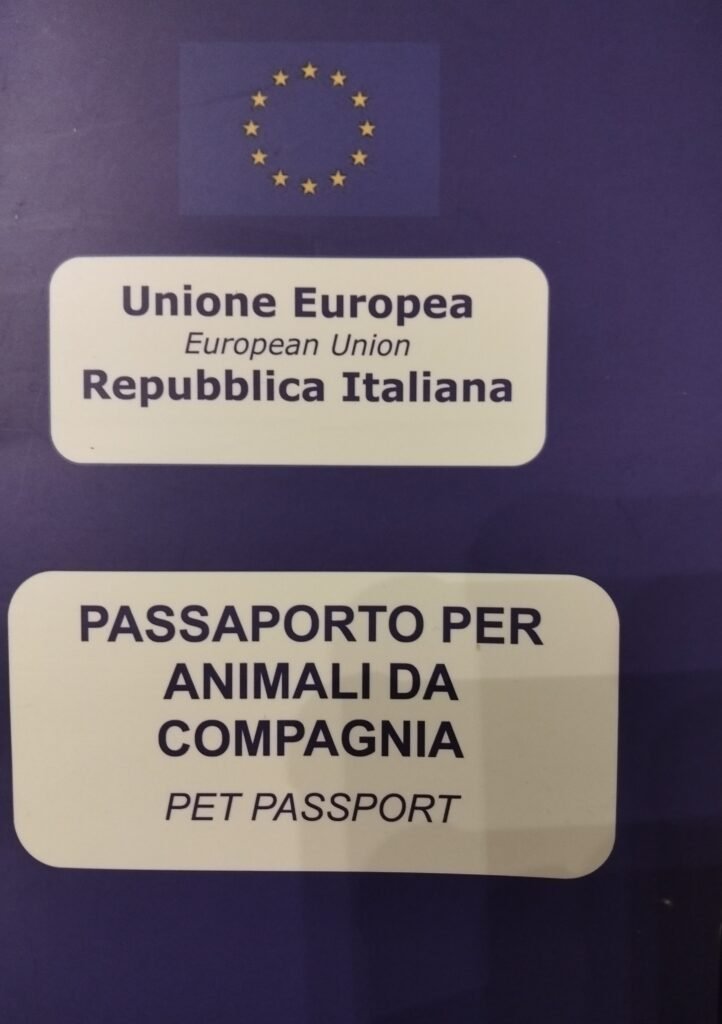 Unione Europea
European Union
Repubblica Italiana
PASSAPORTO PER
ANIMALI DA
COMPAGNIA
PET PASSPORT